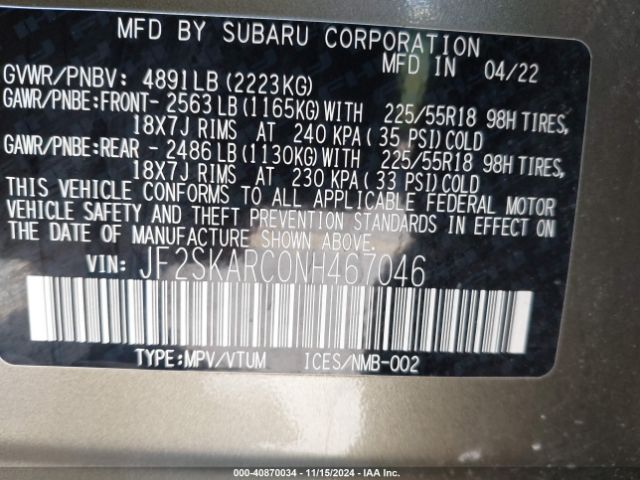 MFD BY SUBARU CORPORATION
MFD IN 04/22
GVWR/PNBV: 4891LB (2223KG)
GAWR/PNBE:FRONT- 2563 LB (1165KG) WITH 225/55R18 98H TIRES,
18X7J RIMS AT 240 KPA ( 35 PSI) COLD
GAWR/PNBE:REAR - 2486 LB (1130KG) WITH 225/55R18 98H TIRES,
18X7J RIMS AT 230 KPA ( 33 PSI) COLD
THIS VEHICLE CONFORMS TO ALL APPLICABLE FEDERAL MOTOR
VEHICLE SAFETY AND THEFT PREVENTION STANDARDS IN EFFECT ON
THE DATE OF MANUFACTURE SHOWN ABOVE.
VIN: JF2SKARC0NH467046
TYPE:MPV/VTUM ICES/NMB-002
000-40870034 - 11/15/2024 - IAA Inc.